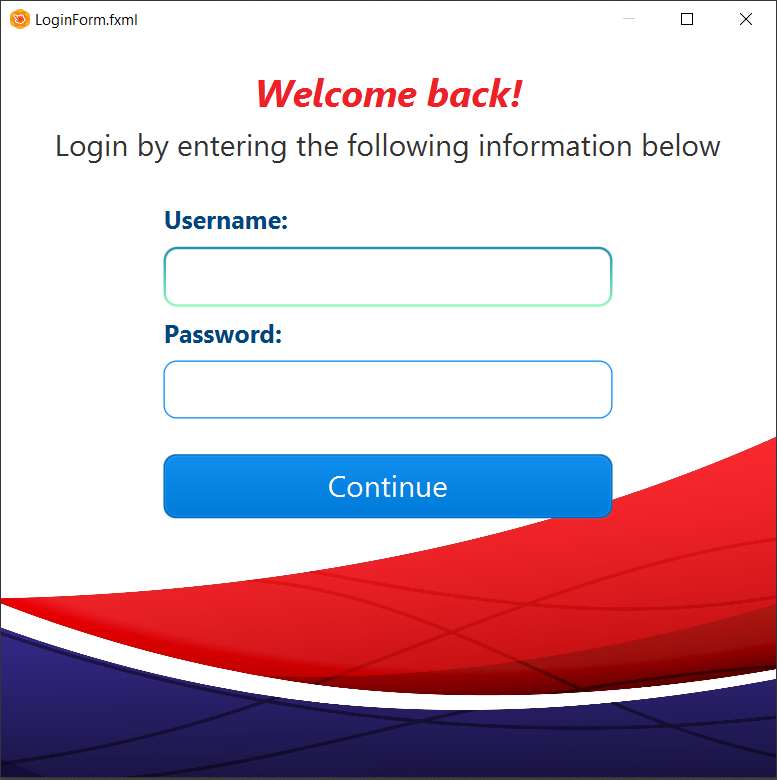 LoginForm.fxml
Welcome back!
Login by entering the following information below
Username:
Password:
Continue